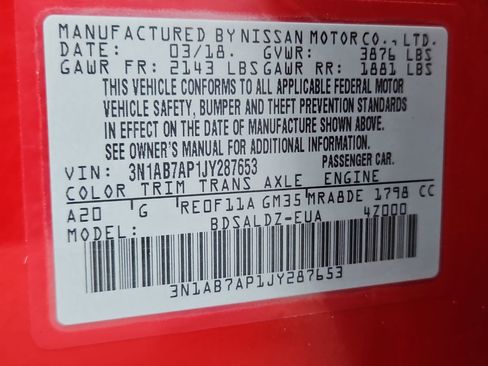 MANUFACTURED BY NISSAN MOTOR CO., LTD.
DATE: 03/18. GVWR: 3876 LBS
GAWR FR: 2143 LBS GAWR RR: 1881 LBS
THIS VEHICLE CONFORMS TO ALL APPLICABLE FEDERAL MOTOR
VEHICLE SAFETY, BUMPER AND THEFT PREVENTION STANDARDS
IN EFFECT ON THE DATE OF MANUFACTURE SHOWN ABOVE.
SEE OWNER'S MANUAL FOR ADDITIONAL INFORMATION.
VIN: 3N1AB7AP1JY287653 PASSENGER CAR.
COLOR TRIM TRANS AXLE ENGINE
A20 G RE0F11A GM35 MRA8DE 1798 CC
MODEL: BDSALDZ-EUA 4Z000
3N1AB7AP1JY287653